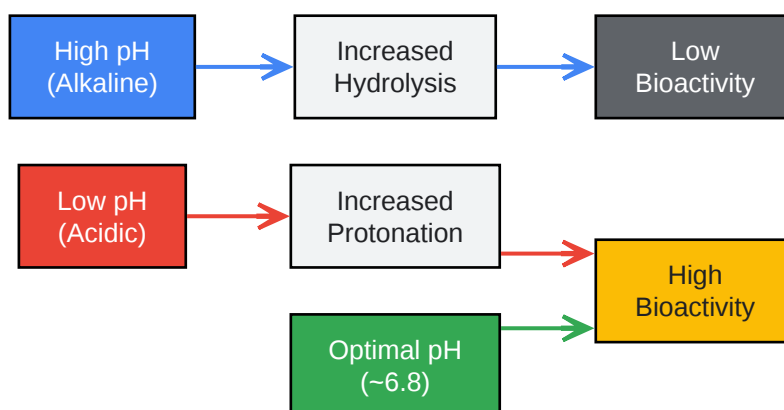 High pH
(Alkaline)
Increased
Hydrolysis
Low
Bioactivity
Low pH
(Acidic)
Increased
Protonation
High
Bioactivity
Optimal pH
(~6.8)